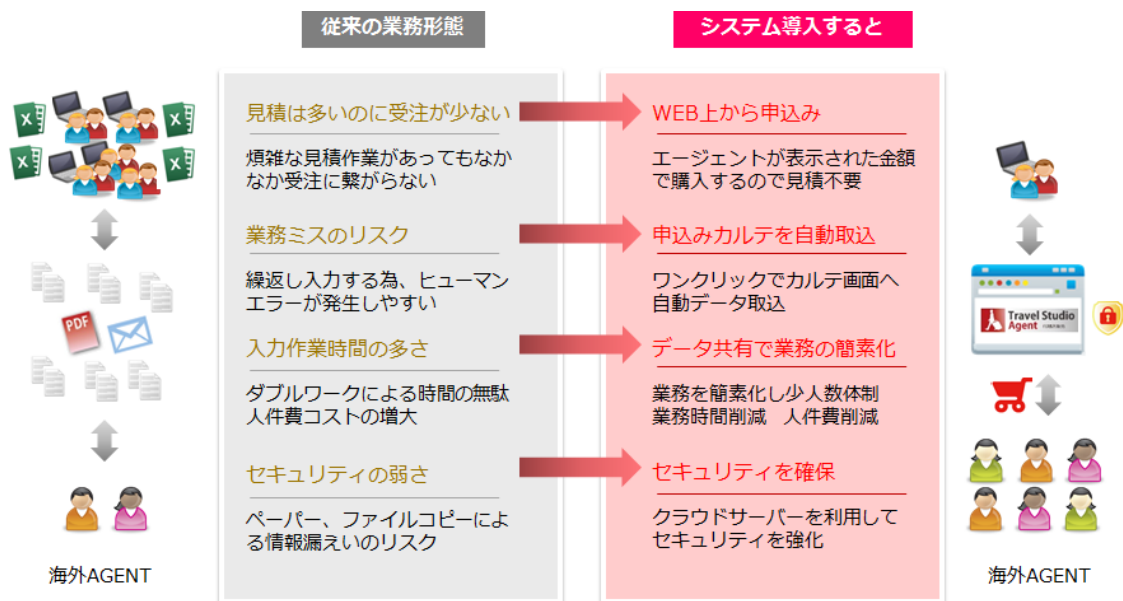 従来の業務形態
システム導入すると
見積は多いのに受注が少ない
煩雑な見積作業があってもなか
なか受注に繋がらない
業務ミスのリスク
繰返し入力する為、ヒューマン
エラーが発生しやすい
入力作業時間の多さ
ダブルワークによる時間の無駄
人件費コストの増大
セキュリティの弱さ
ペーパー、ファイルコピーによ
る情報漏えいのリスク
WEB上から申込み
エージェントが表示された金額
で購入するので見積不要
申込みカルテを自動取込
ワンクリックでカルテ画面へ
自動データ取込
データ共有で業務の簡素化
業務を簡素化し少人数体制
業務時間削減　人件費削減
セキュリティを確保
クラウドサーバーを利用して
セキュリティを強化
PDF
海外AGENT
Travel Studio
Agent
海外AGENT